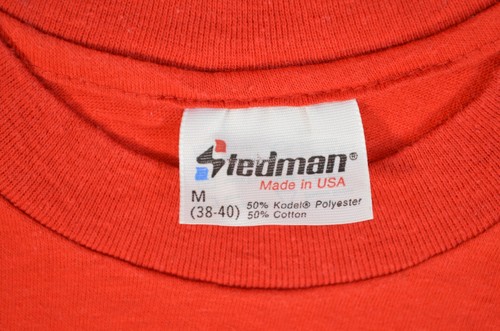 Stedman®
Made in USA
M
(38-40)
50% Kodel® Polyester
50% Cotton